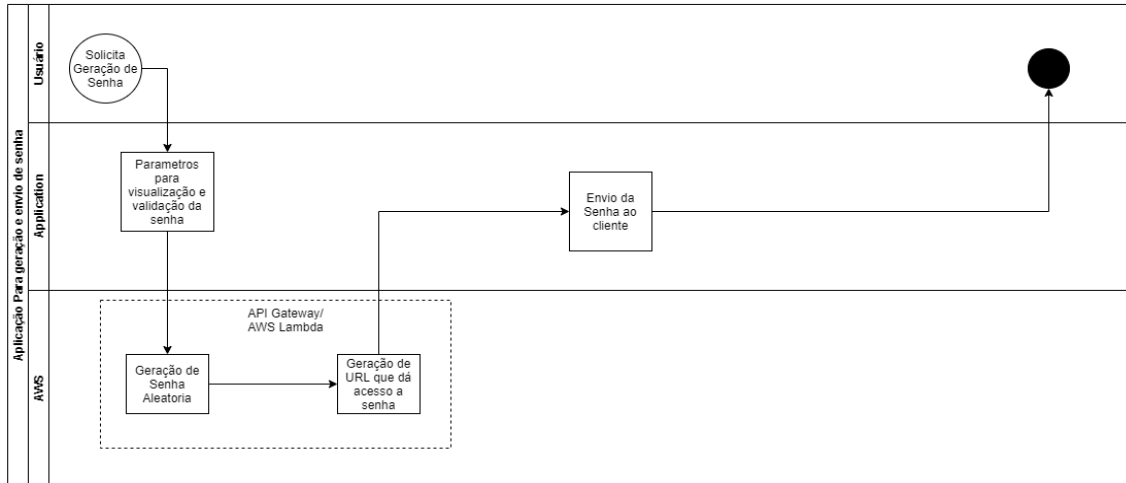 Aplicação Para geração e envio de senha
Usuário
Solicita
Geração de
Senha
Application
Parametros
para
visualização e
validação da
senha
Envio da
Senha ao
cliente
AWS
API Gateway/
AWS Lambda
Geração de
Senha
Aleatoria
Geração de
URL que dá
acesso a
senha